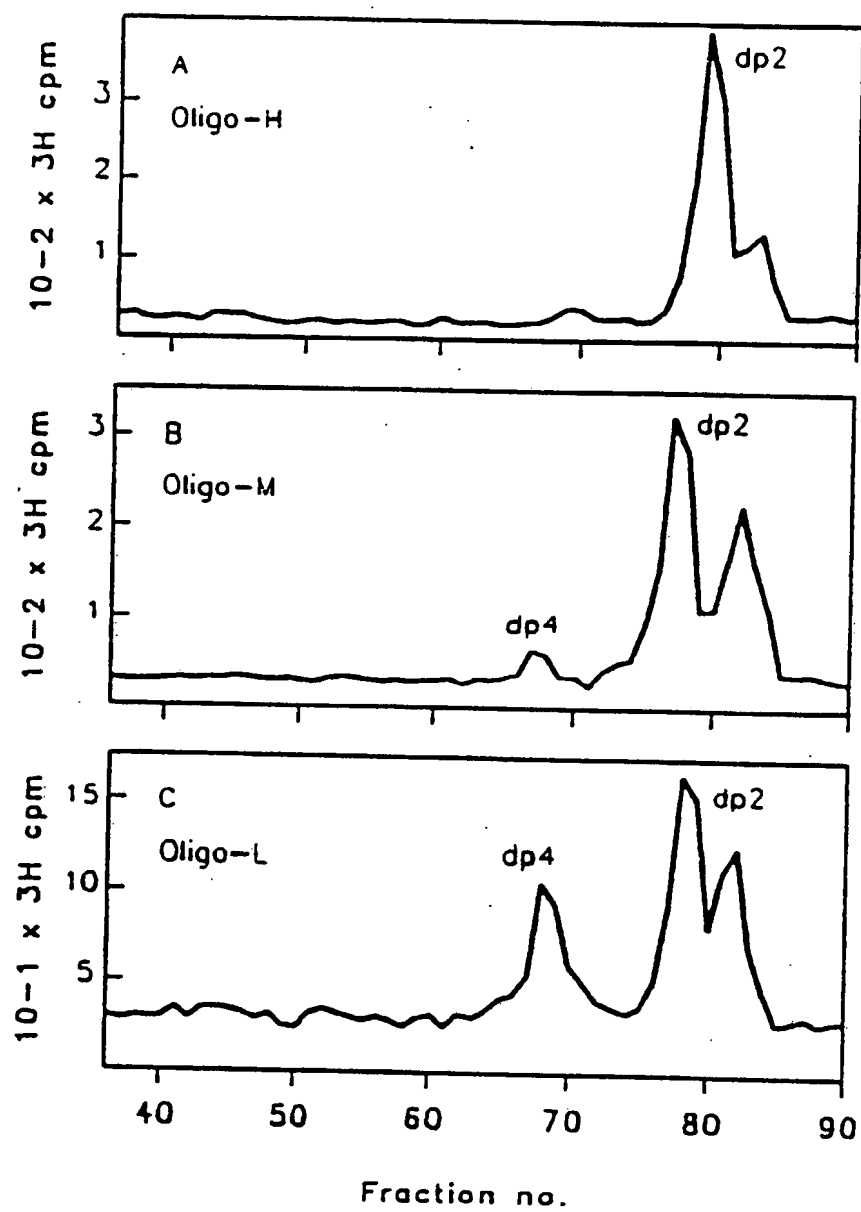 A
dp2
Oligo-H
3
2
1
10-2 x 3H cpm
B
dp2
Oligo-M
dp4
3
2
1
10-2 x 3H cpm
C
dp2
Oligo-L
dp4
15
10
5
10-1 x 3H cpm
40 50 60 70 80 90
Fraction no.